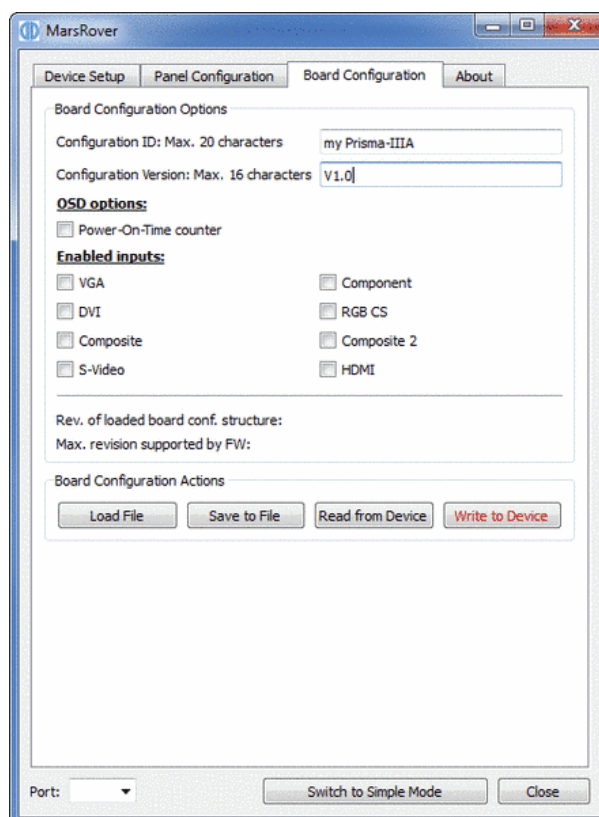 MarsRover
Device Setup Panel Configuration Board Configuration About
Board Configuration Options
Configuration ID: Max. 20 characters my Prisma-IIIA
Configuration Version: Max. 16 characters V1.0
OSD options:
Power-On-Time counter
Enabled inputs:
VGA Component
DVI RGB CS
Composite Composite 2
S-Video HDMI
Rev. of loaded board conf. structure:
Max. revision supported by FW:
Board Configuration Actions
Load File Save to File Read from Device Write to Device
Port: Switch to Simple Mode Close